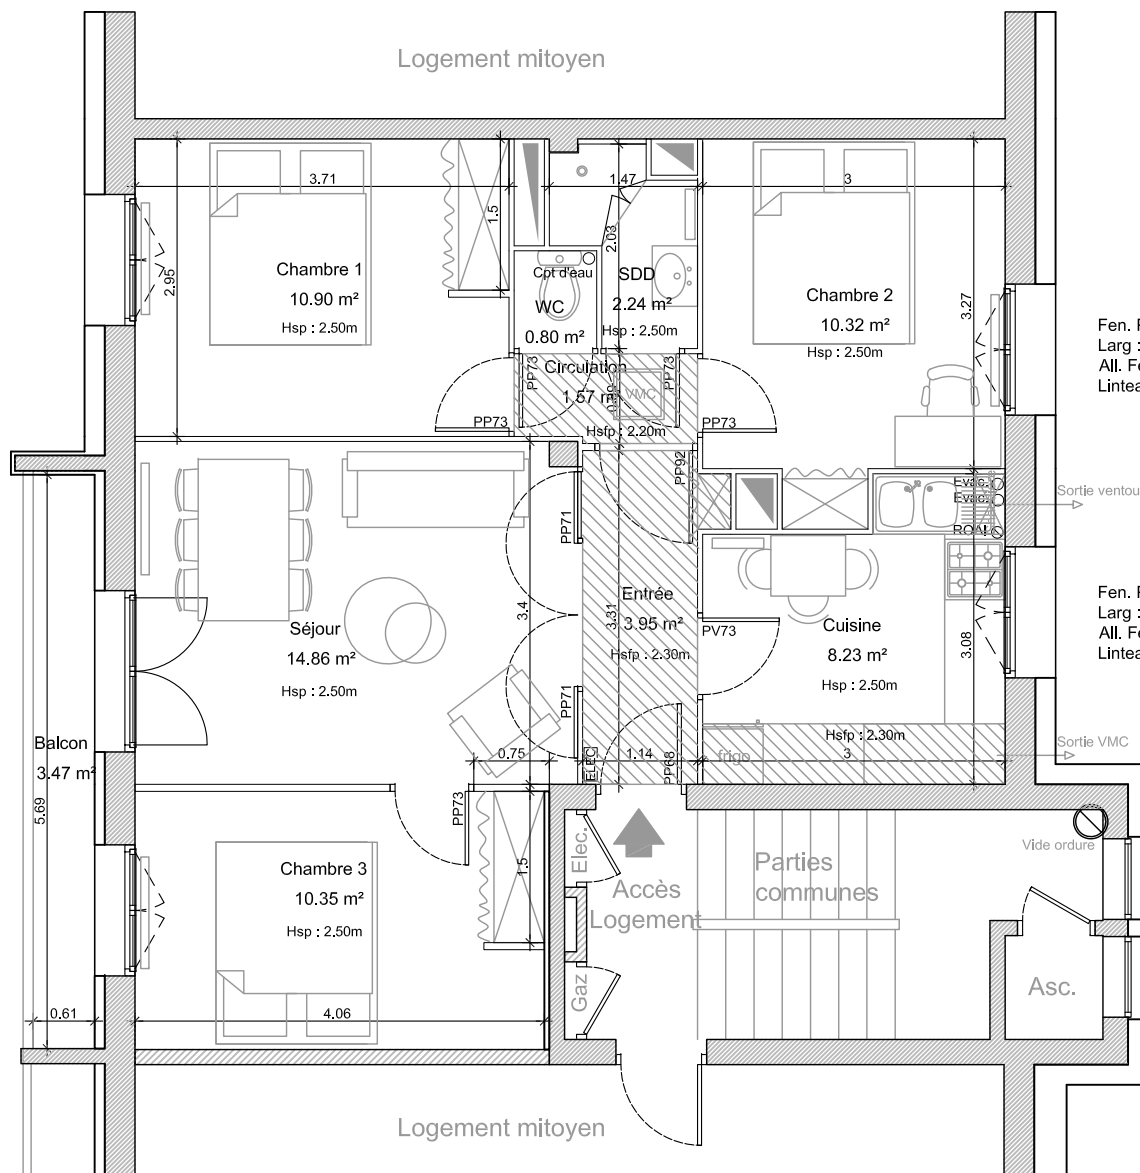 Logement mitoyen
3.71
1.5
2.95
Chambre 1
10.90 m²
Hsp : 2.50m
1.47
2.03
Cpt d'eau
WC
0.80 m²
SDD
2.24 m²
Hsp : 2.50m
3
Chambre 2
10.32 m²
Hsp : 2.50m
3.27
Fen.
Larg :
All.
Circulation
1.57 m²
VMC
Hsfp : 2.20m
PP73
PP73
PP73
PP73
PP92
Evac.
Evac.
Sortie
PP71
3.4
3.31
Séjour
14.86 m²
Hsp : 2.50m
PP71
0.75
Entrée
3.95 m²
Hsfp : 2.30m
PV73
Cuisine
8.23 m²
Hsp : 2.50m
3.08
Fen.
Larg :
All.
Hsfp : 2.30m
frigo
3
Sortie VMC
ELEC
1.14
PP68
Balcon
3.47 m²
5.69
0.61
PP73
Chambre 3
10.35 m²
Hsp : 2.50m
1.5
4.06
Elec.
Accès
Logement
Gaz
Parties
communes
Vide ordure
Asc.
Logement mitoyen